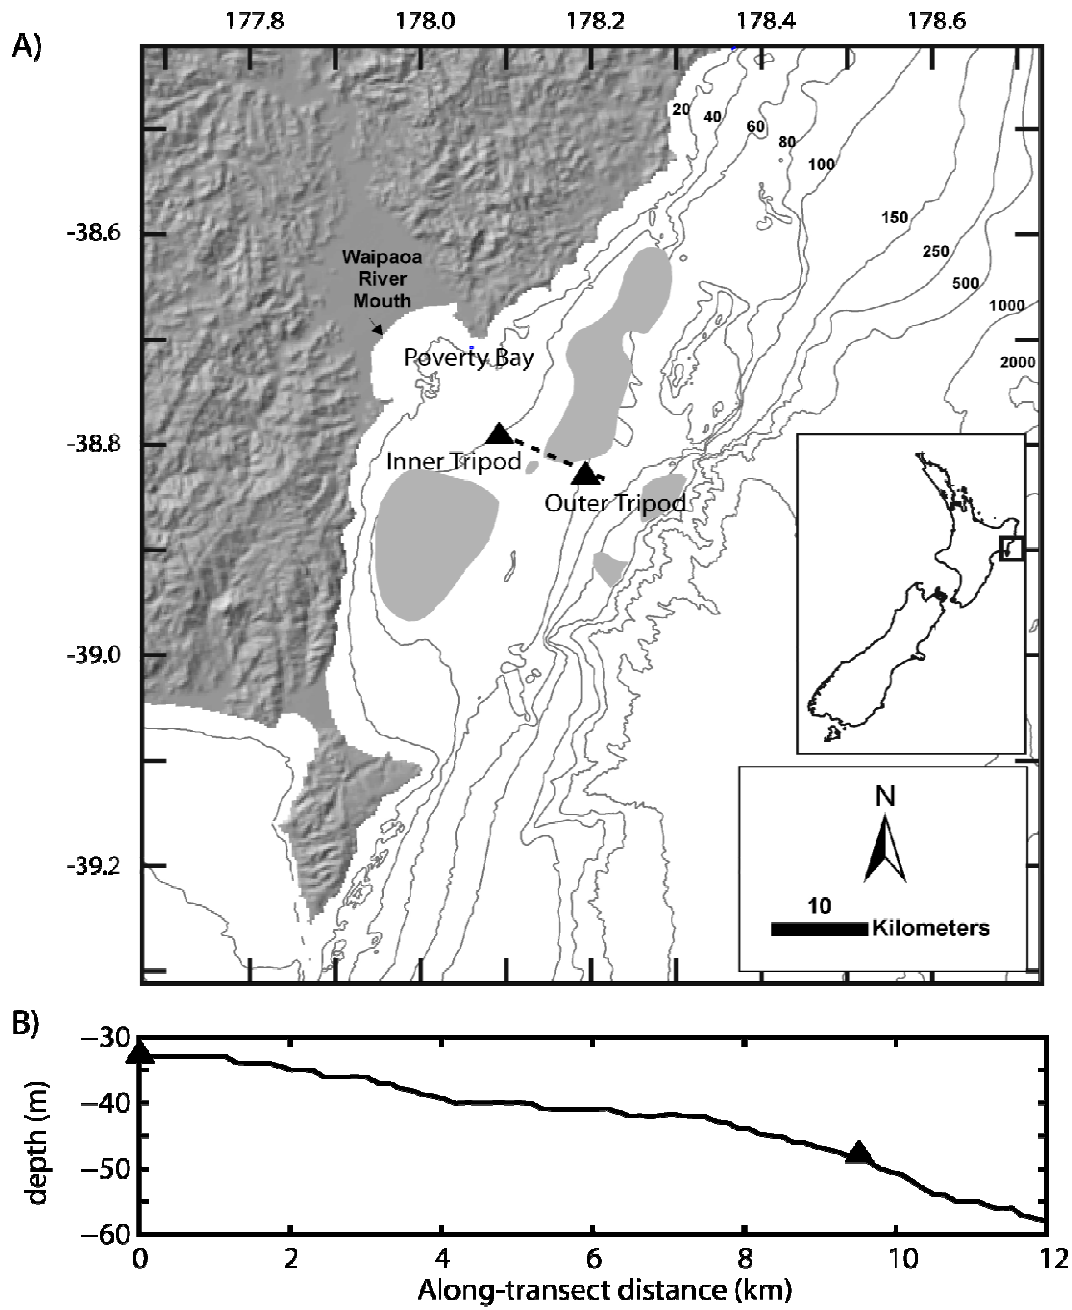 A)
177.8 178.0 178.2 178.4 178.6
20 40 60 80 100
150
250
500
1000
2000
-38.6
Waipaoa
River
Mouth
Poverty Bay
-38.8
Inner Tripod
Outer Tripod
-39.0
-39.2
N
10
Kilometers
B)
−30
−40
−50
−60
depth (m)
0 2 4 6 8 10 12
Along-transect distance (km)